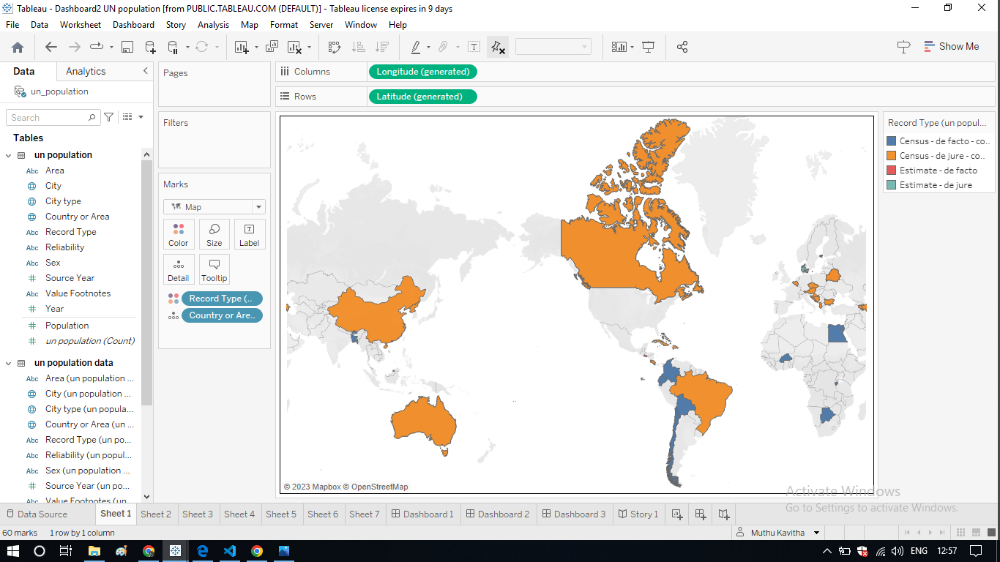 Tableau - Dashboard2 UN population [from PUBLIC.TABLEAU.COM (DEFAULT)] - Tableau license expires in 9 days
File Data Worksheet Dashboard Story Analysis Map Format Server Window Help
Show Me
Data Analytics
un_population
Search
Tables
un population
Abc Area
City
City type
Country or Area
Abc Record Type
Abc Reliability
Abc Sex
Source Year
Abc Value Footnotes
Year
Population
un population (Count)
un population data
Abc Area (un population ...
City (un population ...
City type (un popula...
Country or Area (un ...
Abc Record Type (un po...
Abc Reliability (un popul...
Abc Sex (un population ...
Source Year (un po...
Abc Value Footnotes (un
Pages
Filters
Marks
Map
Color Size Label
Detail Tooltip
Record Type (..
Country or Are..
Columns Longitude (generated)
Rows Latitude (generated)
© 2023 Mapbox © OpenStreetMap
Record Type (un popul...
Census - de facto - co..
Census - de jure - co..
Estimate - de facto
Estimate - de jure
Activate Windows
Go to Settings to activate Windows.
Data Source Sheet 1 Sheet 2 Sheet 3 Sheet 4 Sheet 5 Sheet 6 Sheet 7 Dashboard 1 Dashboard 2 Dashboard 3 Story 1
60 marks 1 row by 1 column Muthu Kavitha
ENG 12:57